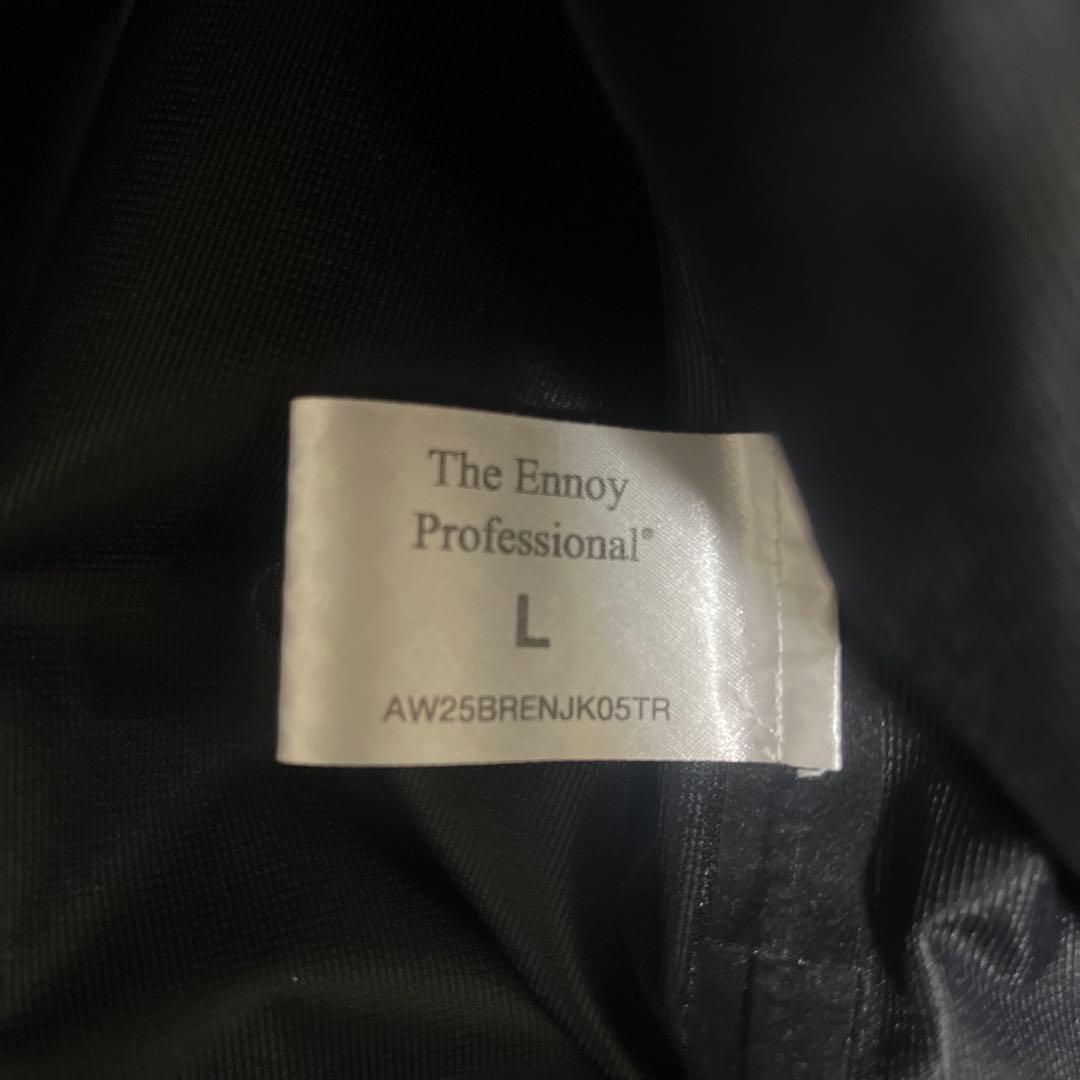 The Ennoy
Professional®
L
AW25BRENJK05TR